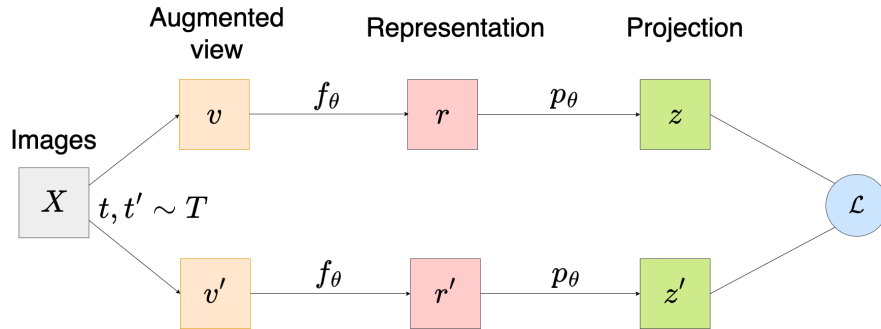 Augmented
view
Representation
Projection
v
f_θ
r
p_θ
z
Images
X
t, t′ ∼ T
ℒ
v′
f_θ
r′
p_θ
z′